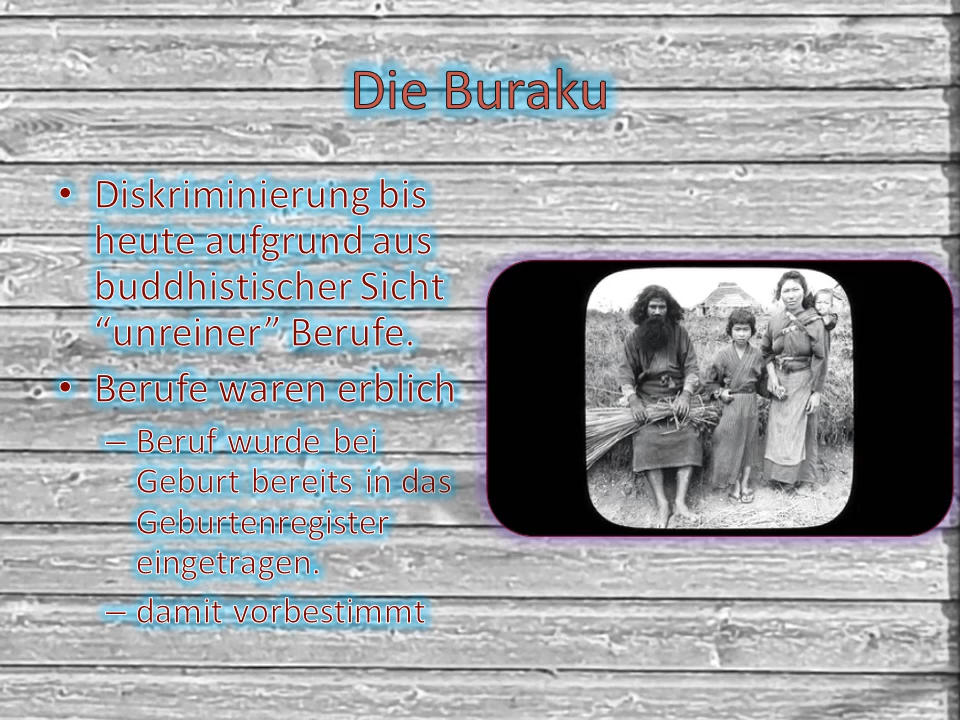 Die Buraku
• Diskriminierung bis
heute aufgrund aus
buddhistischer Sicht
“unreiner” Berufe.
• Berufe waren erblich
– Beruf wurde bei
Geburt bereits in das
Geburtenregister
eingetragen.
– damit vorbestimmt